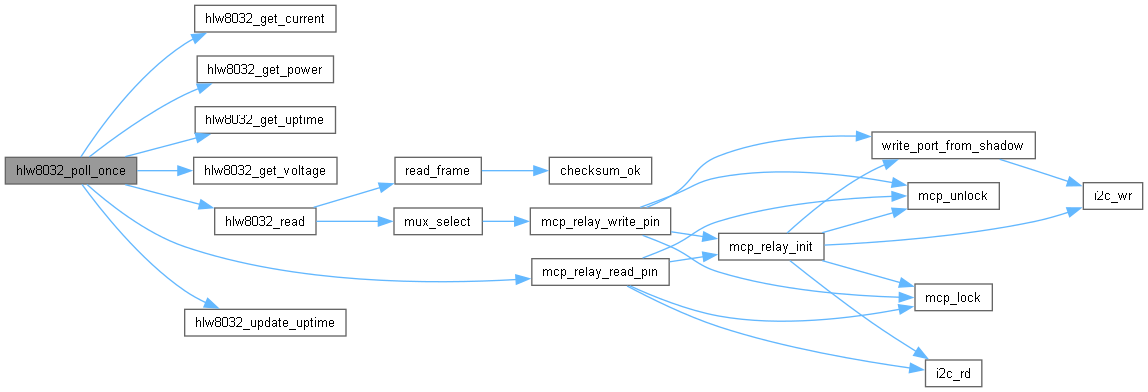 hlw8032_poll_once
hlw8032_get_current
hlw8032_get_power
hlw8032_get_uptime
hlw8032_get_voltage
hlw8032_read
hlw8032_update_uptime
read_frame
mux_select
checksum_ok
mcp_relay_write_pin
mcp_relay_read_pin
mcp_relay_init
write_port_from_shadow
mcp_unlock
mcp_lock
i2c_rd
i2c_wr